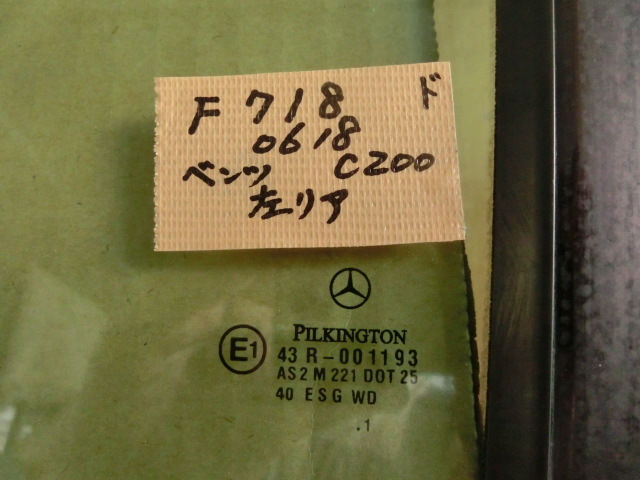 F 718 ド
0618
ベンツ C200
左リア
PILKINGTON
E1
43 R-001193
AS2 M221 DOT 25
40 ESG WD
.1